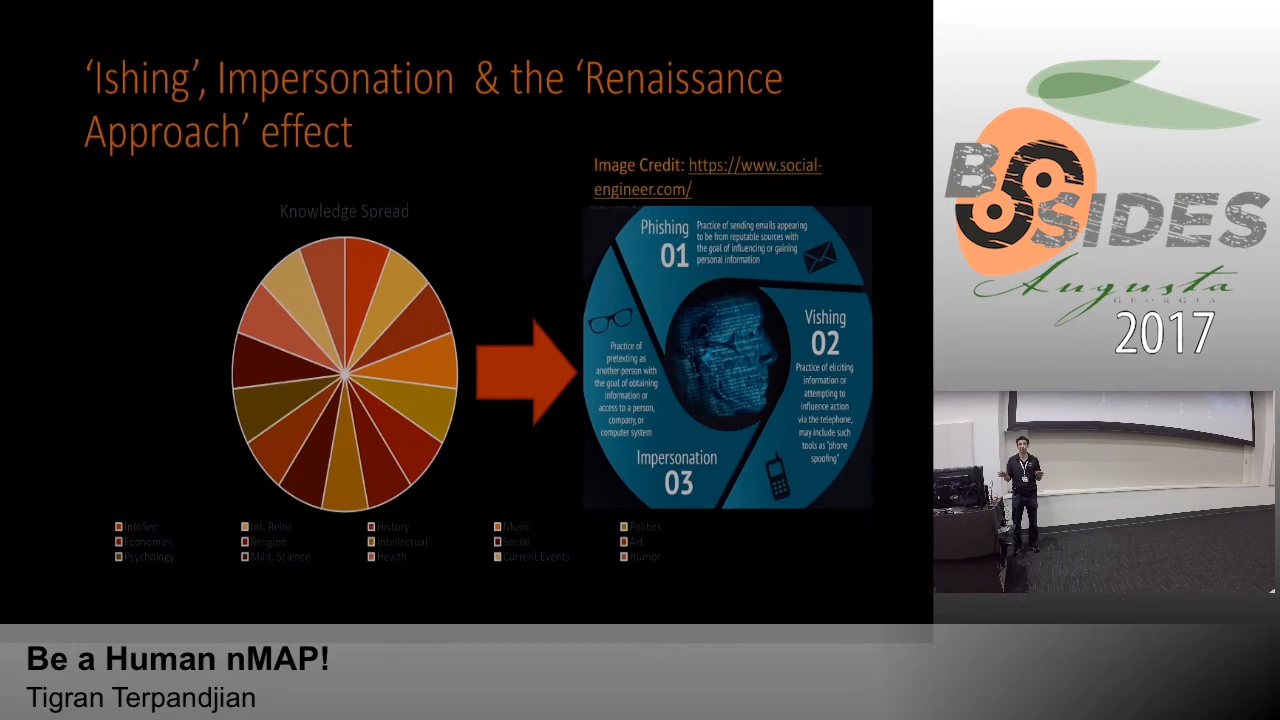 ‘Ishing’, Impersonation & the ‘Renaissance
Approach’ effect
Image Credit: https://www.social-
engineer.com/
Knowledge Spread
Phishing
01
Practice of sending emails appearing
to be from reputable sources with
the goal of influencing or gaining
personal information
Vishing
02
Practice of eliciting
information or
attempting to
influence action
via the telephone,
may include such
tools as "phone
spoofing"
Practice of
pretexting as
another person with
the goal of obtaining
information or
access to a person,
company, or
computer system
Impersonation
03
InfoSec
Int. Relns
History
Music
Politics
Economics
Religion
Intellectual
Social
Art
Psychology
Milit. Science
Health
Current Events
Humor
BSIDES
Augusta
GEORGIA
2017
Be a Human nMAP!
Tigran Terpandjian